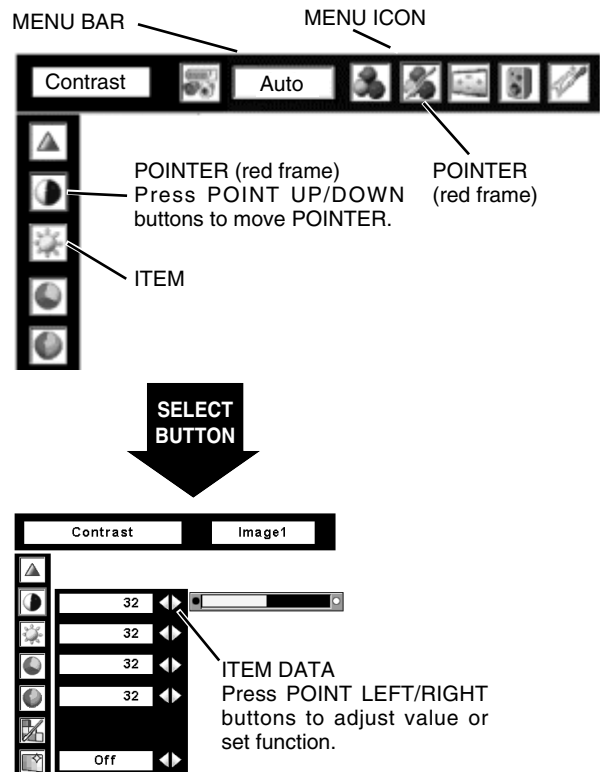 MENU BAR
MENU ICON
Contrast
Auto
POINTER (red frame)
Press POINT UP/DOWN
buttons to move POINTER.
POINTER
(red frame)
ITEM
SELECT
BUTTON
Contrast
Image1
32
32
32
32
ITEM DATA
Press POINT LEFT/RIGHT
buttons to adjust value or
set function.
Off